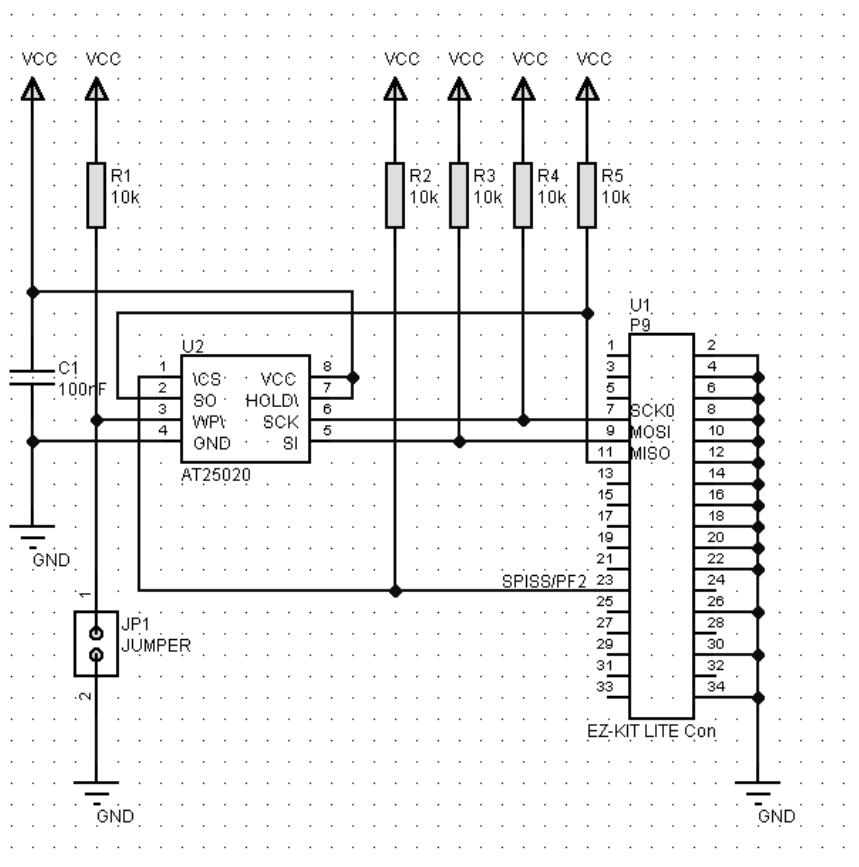 VCC VCC VCC VCC VCC VCC
R1 R2 R3 R4 R5
10k 10k 10k 10k 10k
U1
P9
U2
C1
100nF
1 \CS VCC 8
2 SO HOLD\ 7
3 WP\ SCK 6
4 GND SI 5
AT25020
1 2
3 4
5 6
7 SCK0 8
9 MOSI 10
11 MISO 12
13 14
15 16
17 18
19 20
21 22
SPISS/PF2 23 24
25 26
27 28
29 30
31 32
33 34
EZ-KIT LITE Con
GND
1
JP1
JUMPER
2
GND
GND